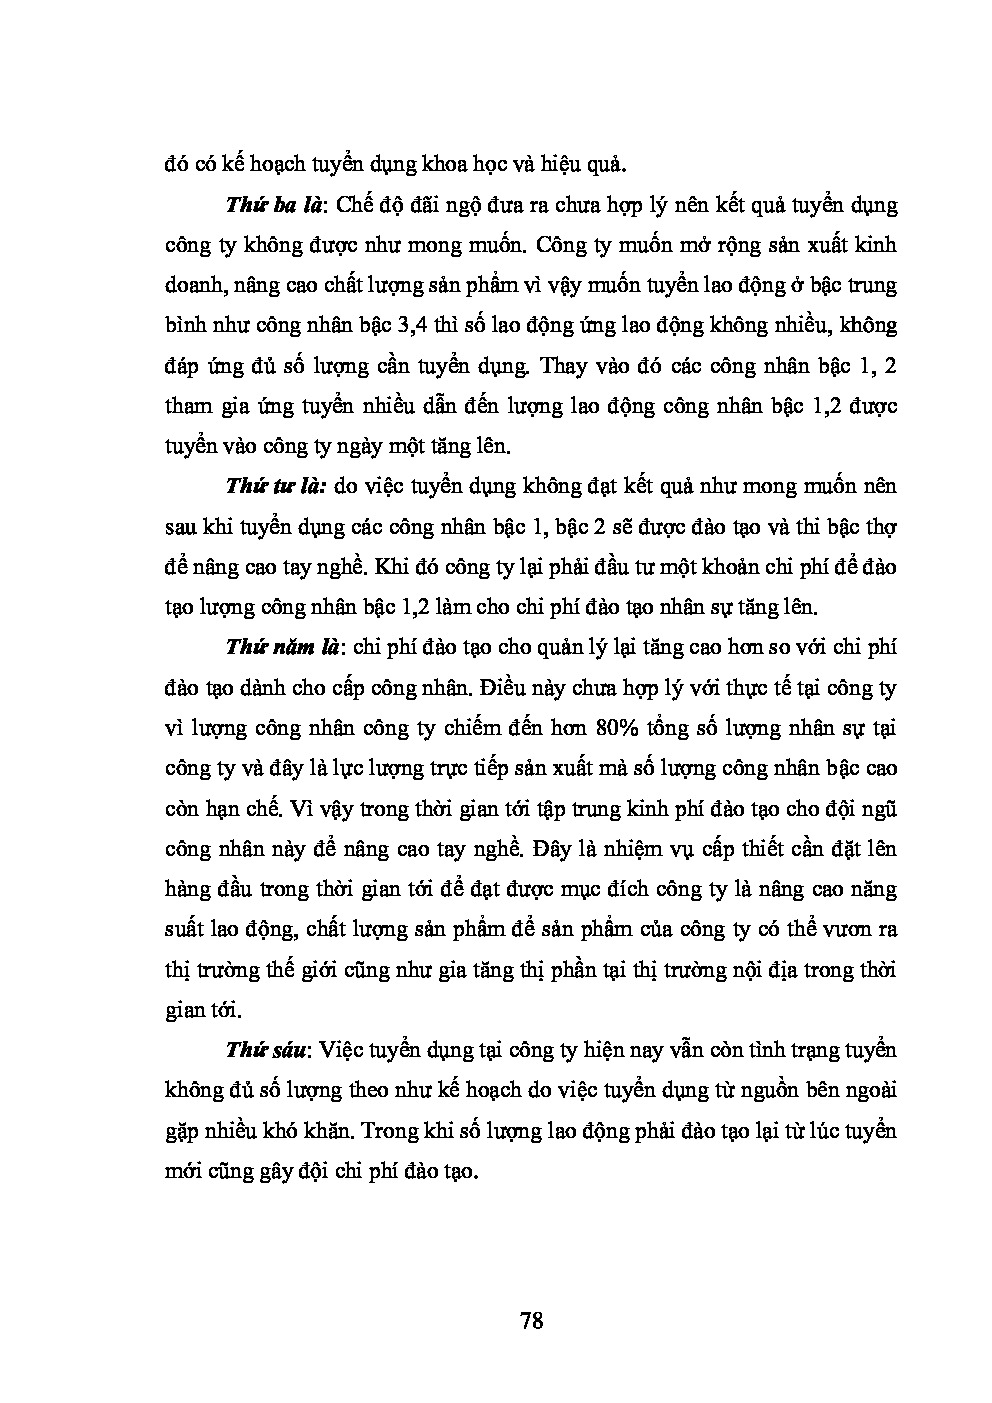 đó có kế hoạch tuyển dụng khoa học và hiệu quả.
Thứ ba là: Chế độ đãi ngộ đưa ra chưa hợp lý nên kết quả tuyển dụng
công ty không được như mong muốn. Công ty muốn mở rộng sản xuất kinh
doanh, nâng cao chất lượng sản phẩm vì vậy muốn tuyển lao động ở bậc trung
bình như công nhân bậc 3,4 thì số lao động ứng lao động không nhiều, không
đáp ứng đủ số lượng cần tuyển dụng. Thay vào đó các công nhân bậc 1, 2
tham gia ứng tuyển nhiều dẫn đến lượng lao động công nhân bậc 1,2 được
tuyển vào công ty ngày một tăng lên.
Thứ tư là: do việc tuyển dụng không đạt kết quả như mong muốn nên
sau khi tuyển dụng các công nhân bậc 1, bậc 2 sẽ được đào tạo và thi bậc thợ
để nâng cao tay nghề. Khi đó công ty lại phải đầu tư một khoản chi phí để đào
tạo lượng công nhân bậc 1,2 làm cho chi phí đào tạo nhân sự tăng lên.
Thứ năm là: chi phí đào tạo cho quản lý lại tăng cao hơn so với chi phí
đào tạo dành cho cấp công nhân. Điều này chưa hợp lý với thực tế tại công ty
vì lượng công nhân công ty chiếm đến hơn 80% tổng số lượng nhân sự tại
công ty và đây là lực lượng trực tiếp sản xuất mà số lượng công nhân bậc cao
còn hạn chế. Vì vậy trong thời gian tới tập trung kinh phí đào tạo cho đội ngũ
công nhân này để nâng cao tay nghề. Đây là nhiệm vụ cấp thiết cần đặt lên
hàng đầu trong thời gian tới để đạt được mục đích công ty là nâng cao năng
suất lao động, chất lượng sản phẩm để sản phẩm của công ty có thể vươn ra
thị trường thế giới cũng như gia tăng thị phần tại thị trường nội địa trong thời
gian tới.
Thứ sáu: Việc tuyển dụng tại công ty hiện nay vẫn còn tình trạng tuyển
không đủ số lượng theo như kế hoạch do việc tuyển dụng từ nguồn bên ngoài
gặp nhiều khó khăn. Trong khi số lượng lao động phải đào tạo lại từ lúc tuyển
mới cũng gây đội chi phí đào tạo.
78